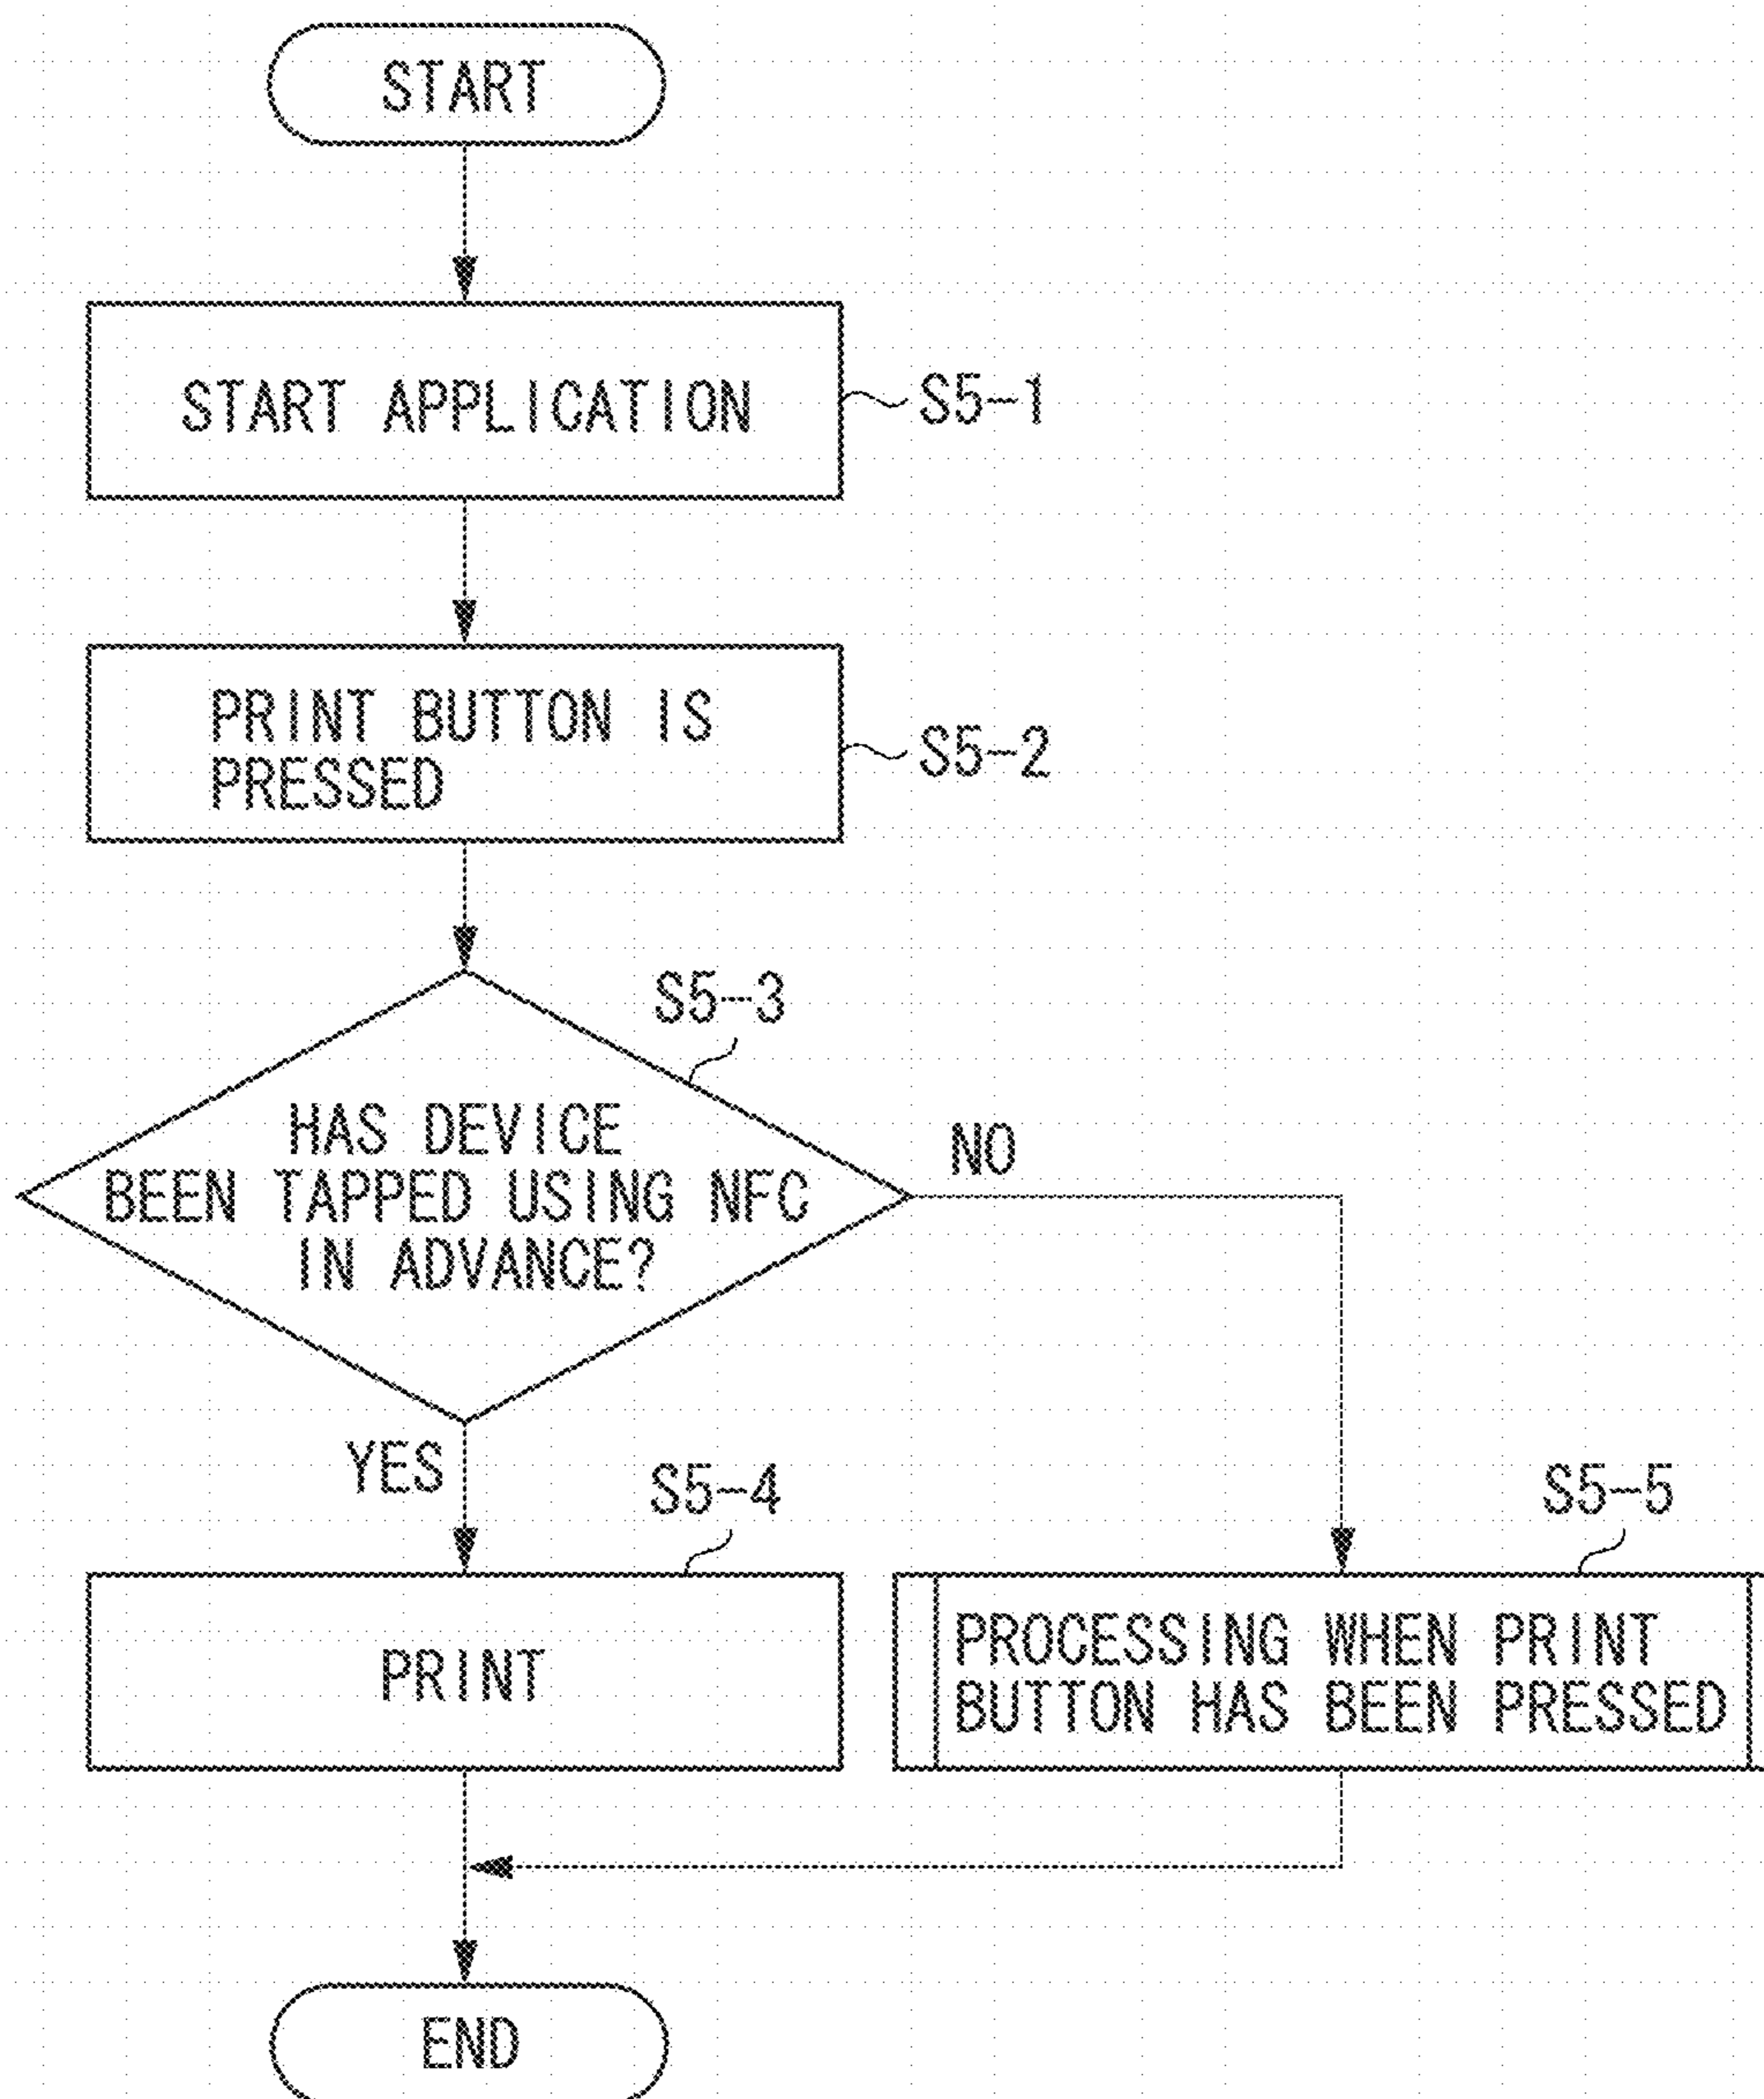 START
START APPLICATION
S5-1
PRINT BUTTON IS
PRESSED
S5-2
S5-3
HAS DEVICE
BEEN TAPPED USING NFC
IN ADVANCE?
NO
YES
S5-4
PRINT
S5-5
PROCESSING WHEN PRINT
BUTTON HAS BEEN PRESSED
END